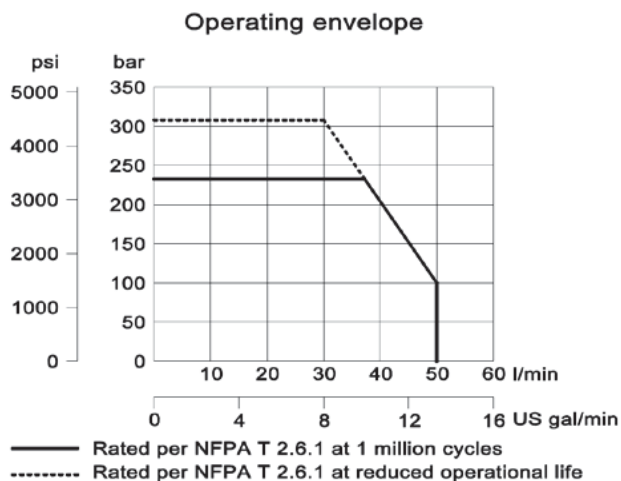 Operating envelope
psi bar
5000 350
4000 300
3000 250
2000 200
1000 150
0 100
50
0
10 20 30 40 50 60 l/min
0 4 8 12 16 US gal/min
Rated per NFPA T 2.6.1 at 1 million cycles
Rated per NFPA T 2.6.1 at reduced operational life